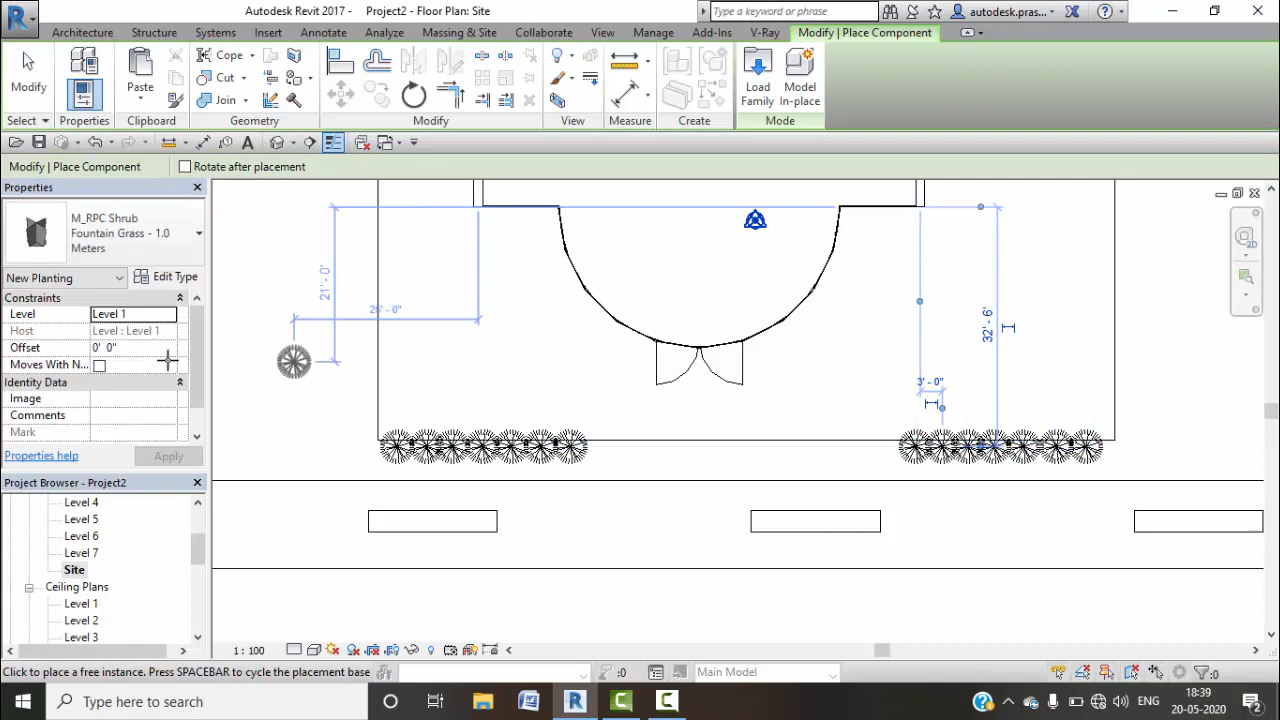 Autodesk Revit 2017 - Project2 - Floor Plan: Site
Type a keyword or phrase
autodesk.pras...
Architecture Structure Systems Insert Annotate Analyze Massing & Site Collaborate View Manage Add-Ins V-Ray Modify | Place Component
Modify
Paste
Cope
Cut
Join
Load Family
Model In-place
Select Properties Clipboard Geometry Modify View Measure Create Mode
Modify | Place Component
Rotate after placement
Properties
M_RPC Shrub
Fountain Grass - 1.0
Meters
New Planting
Edit Type
Constraints
Level Level 1
Host Level : Level 1
Offset 0' 0"
Moves With N...
Identity Data
Image
Comments
Mark
Properties help
Apply
Project Browser - Project2
Level 4
Level 5
Level 6
Level 7
Site
Ceiling Plans
Level 1
Level 2
Level 3
21' - 0"
32' - 6"
3' - 0"
2D
1 : 100
Click to place a free instance. Press SPACEBAR to cycle the placement base
:0
Main Model
:0
Type here to search
ENG
18:39
20-05-2020
2